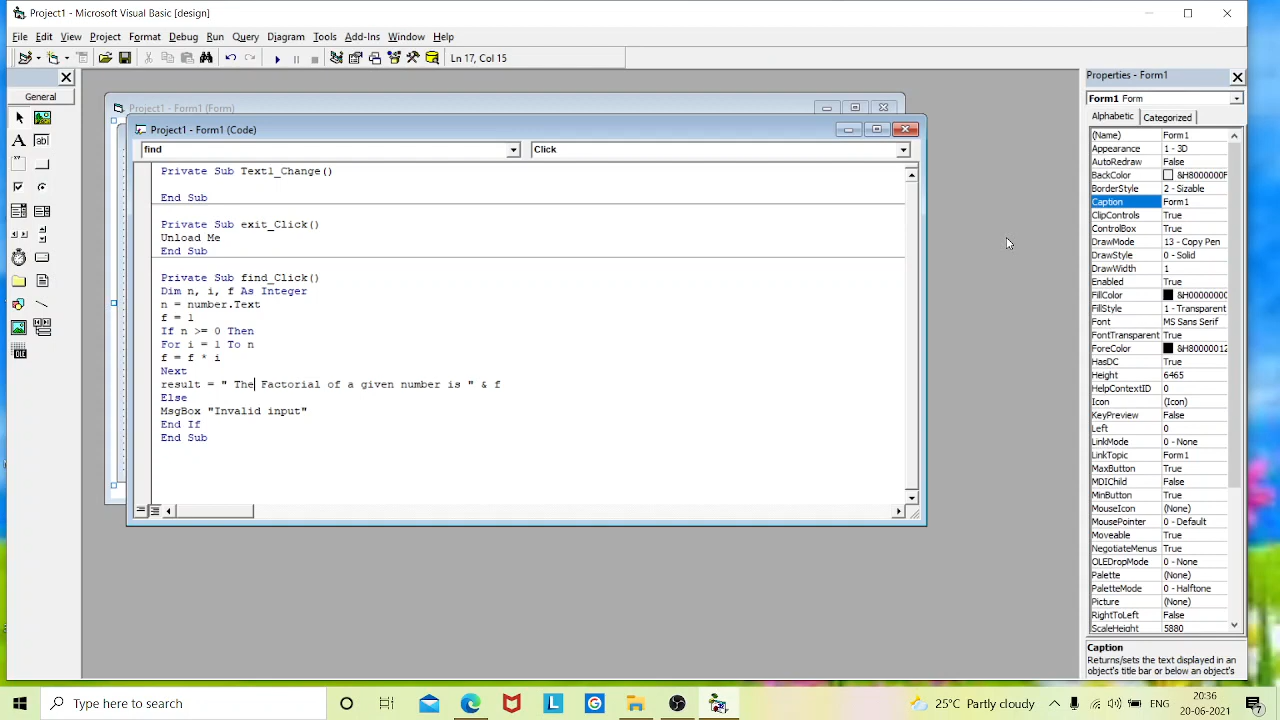 Project1 - Microsoft Visual Basic [design]
File Edit View Project Format Debug Run Query Diagram Tools Add-Ins Window Help
Ln 17, Col 15
General
Project1 - Form1 (Form)
Project1 - Form1 (Code)
find
Click
Private Sub Text1_Change()
End Sub
Private Sub exit_Click()
Unload Me
End Sub
Private Sub find_Click()
Dim n, i, f As Integer
n = number.Text
f = 1
If n >= 0 Then
For i = 1 To n
f = f * i
Next
result = " The Factorial of a given number is " & f
Else
MsgBox "Invalid input"
End If
End Sub
Properties - Form1
Form1 Form
Alphabetic Categorized
(Name) Form1
Appearance 1 - 3D
AutoRedraw False
BackColor &H8000000F
BorderStyle 2 - Sizable
Caption Form1
ClipControls True
ControlBox True
DrawMode 13 - Copy Pen
DrawStyle 0 - Solid
DrawWidth 1
Enabled True
FillColor &H0000000
FillStyle 1 - Transparent
Font MS Sans Serif
FontTransparent True
ForeColor &H80000012
HasDC True
Height 6465
HelpContextID 0
Icon (Icon)
KeyPreview False
Left 0
LinkMode 0 - None
LinkTopic Form1
MaxButton True
MDIChild False
MinButton True
MouseIcon (None)
MousePointer 0 - Default
Moveable True
NegotiateMenus True
OLEDropMode 0 - None
Palette (None)
PaletteMode 0 - Halftone
Picture (None)
RightToLeft False
ScaleHeight 5880
Caption
Returns/sets the text displayed in an
object's title bar or below an object's
Type here to search
25°C Partly cloudy
ENG
20:36
20-06-2021
7